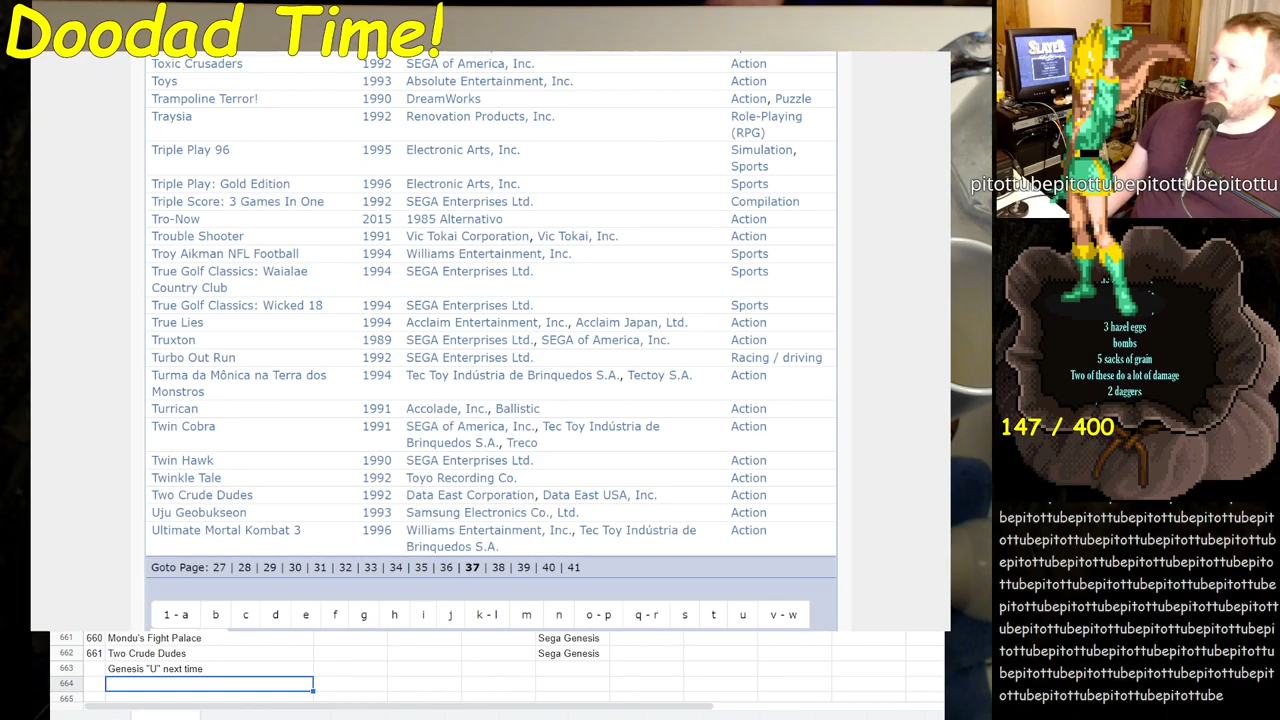 Doodad Time!
Toxic Crusaders 1992 SEGA of America, Inc. Action
Toys 1993 Absolute Entertainment, Inc. Action
Trampoline Terror! 1990 DreamWorks Action, Puzzle
Traysia 1992 Renovation Products, Inc. Role-Playing
(RPG)
Triple Play 96 1995 Electronic Arts, Inc. Simulation,
Sports
Triple Play: Gold Edition 1996 Electronic Arts, Inc. Sports
Triple Score: 3 Games In One 1992 SEGA Enterprises Ltd. Compilation
Tro-Now 2015 1985 Alternativo Action
Trouble Shooter 1991 Vic Tokai Corporation, Vic Tokai, Inc. Action
Troy Aikman NFL Football 1994 Williams Entertainment, Inc. Sports
True Golf Classics: Waialae 1994 SEGA Enterprises Ltd. Sports
Country Club
True Golf Classics: Wicked 18 1994 SEGA Enterprises Ltd. Sports
True Lies 1994 Acclaim Entertainment, Inc., Acclaim Japan, Ltd. Action
Truxton 1989 SEGA Enterprises Ltd., SEGA of America, Inc. Action
Turbo Out Run 1992 SEGA Enterprises Ltd. Racing / driving
Turma da Mônica na Terra dos 1994 Tec Toy Indústria de Brinquedos S.A., Tectoy S.A. Action
Monstros
Turrican 1991 Accolade, Inc., Ballistic Action
Twin Cobra 1991 SEGA of America, Inc., Tec Toy Indústria de Action
Brinquedos S.A., Treco
Twin Hawk 1990 SEGA Enterprises Ltd. Action
Twinkle Tale 1992 Toyo Recording Co. Action
Two Crude Dudes 1992 Data East Corporation, Data East USA, Inc. Action
Uju Geobukseon 1993 Samsung Electronics Co., Ltd. Action
Ultimate Mortal Kombat 3 1996 Williams Entertainment, Inc., Tec Toy Indústria de Action
Brinquedos S.A.
Goto Page: 27 | 28 | 29 | 30 | 31 | 32 | 33 | 34 | 35 | 36 | 37 | 38 | 39 | 40 | 41
1 - a b c d e f g h i j k - l m n o - p q - r s t u v - w
661 660 Mondu's Fight Palace Sega Genesis
662 661 Two Crude Dudes Sega Genesis
663 Genesis "U" next time
664
665
SLAYER
pitottubepitottubepitottubepitottu
3 hazel eggs
bombs
5 sacks of grain
Two of these do a lot of damage
2 daggers
147 / 400
bepitottubepitottubepitottubepitot
ottubepitottubepitottubepitottubep
epitottubepitottubepitottubepitott
ttubepitottubepitottubepitottubepi
pitottubepitottubepitottubepitottu
tubepitottubepitottubepitottubepit
itottubepitottubepitottubepitottub
bepitottubepitottubepitottubepitot
ottubepitottubepitottube